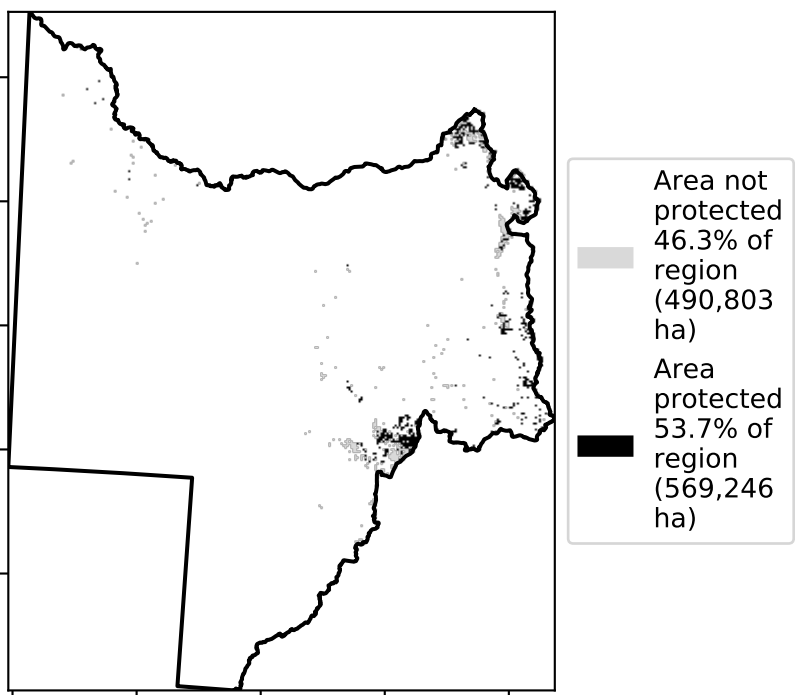 Area not
protected
46.3% of
region
(490,803
ha)
Area
protected
53.7% of
region
(569,246
ha)